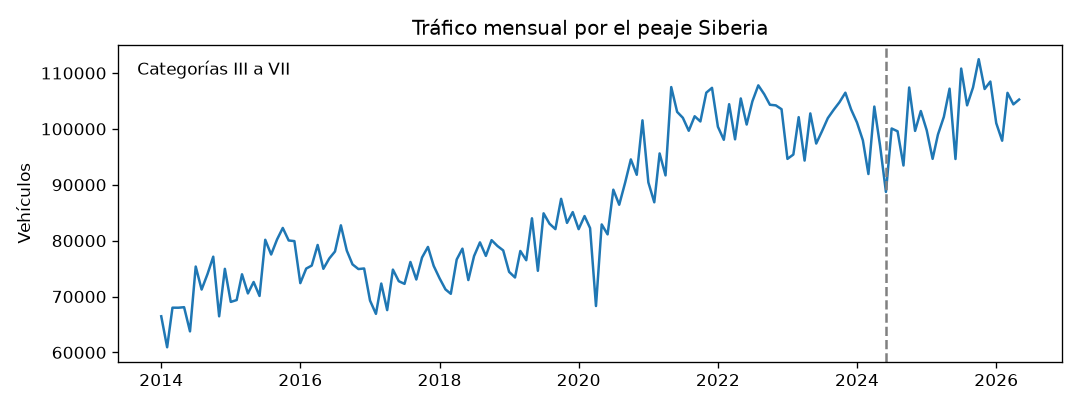 Tráfico mensual por el peaje Siberia
Categorías III a VII
Vehículos
110000
100000
90000
80000
70000
60000
2014 2016 2018 2020 2022 2024 2026